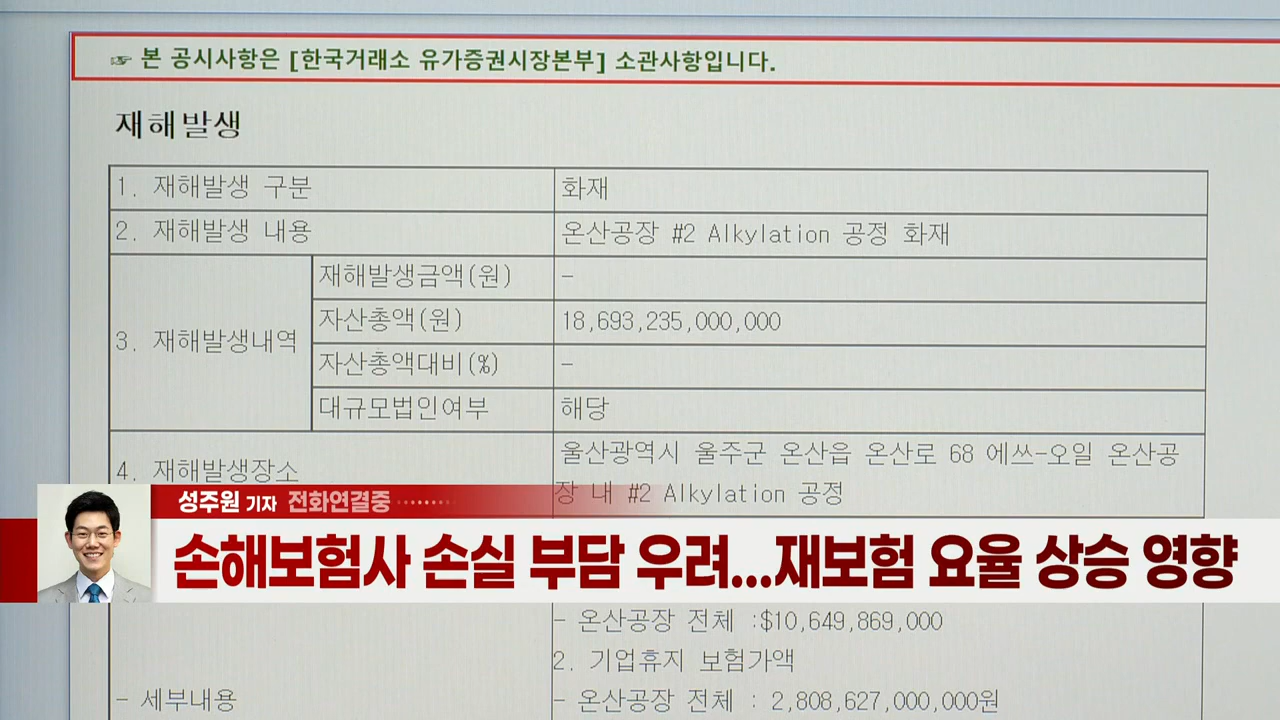 ☞ 본 공시사항은 [한국거래소 유가증권시장본부] 소관사항입니다.
재해발생
1. 재해발생 구분 화재
2. 재해발생 내용 온산공장 #2 Alkylation 공정 화재
3. 재해발생내역
재해발생금액(원) -
자산총액(원) 18,693,235,000,000
자산총액대비(%) -
대규모법인여부 해당
4. 재해발생장소
울산광역시 울주군 온산읍 온산로 68 에쓰-오일 온산공
장 내 #2 Alkylation 공정
성주원 기자 전화연결중
손해보험사 손실 부담 우려...재보험 요율 상승 영향
- 온산공장 전체 :$10,649,869,000
2. 기업휴지 보험가액
- 세부내용
- 온산공장 전체 : 2,808,627,000,000원